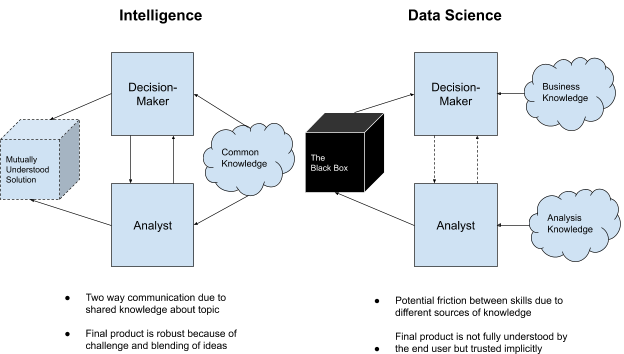 Intelligence
Decision-
Maker
Mutually
Understood
Solution
Common
Knowledge
Analyst
● Two way communication due to
shared knowledge about topic
● Final product is robust because of
challenge and blending of ideas
Data Science
Decision-
Maker
Business
Knowledge
The
Black Box
Analyst
Analysis
Knowledge
● Potential friction between skills due to
different sources of knowledge
Final product is not fully understood by
● the end user but trusted implicitly